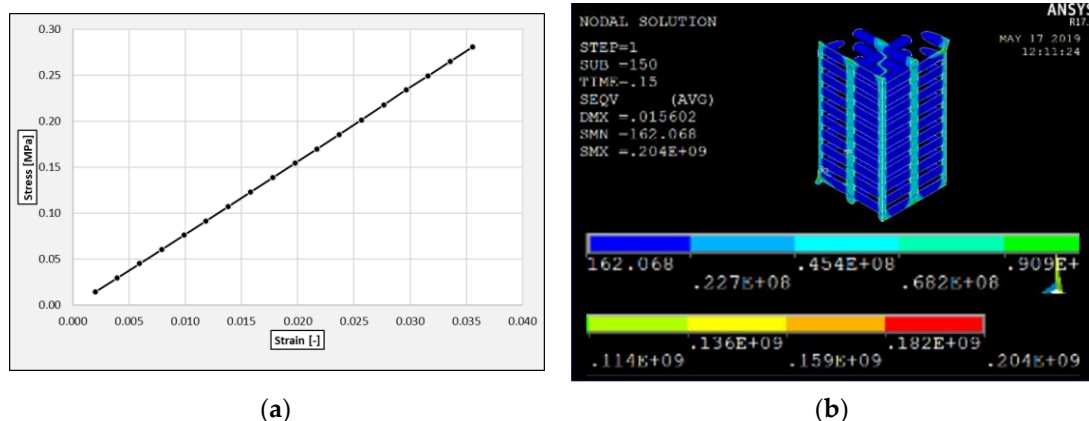 0.30
0.25
0.20
0.15
0.10
0.05
0.00
Stress [MPa]
0.000 0.005 0.010 0.015 0.020 0.025 0.030 0.035 0.040
Strain [-]
(a)
ANSYS
R17.
NODAL SOLUTION
MAY 17 2019
12:11:24
STEP=1
SUB =150
TIME=.15
SEQV (AVG)
DMX =.015602
SMN =162.068
SMX =.204E+09
162.068 .454E+08 .909E+
.227E+08 .682E+08
.136E+09 .182E+09
.114E+09 .159E+09 .204E+09
(b)